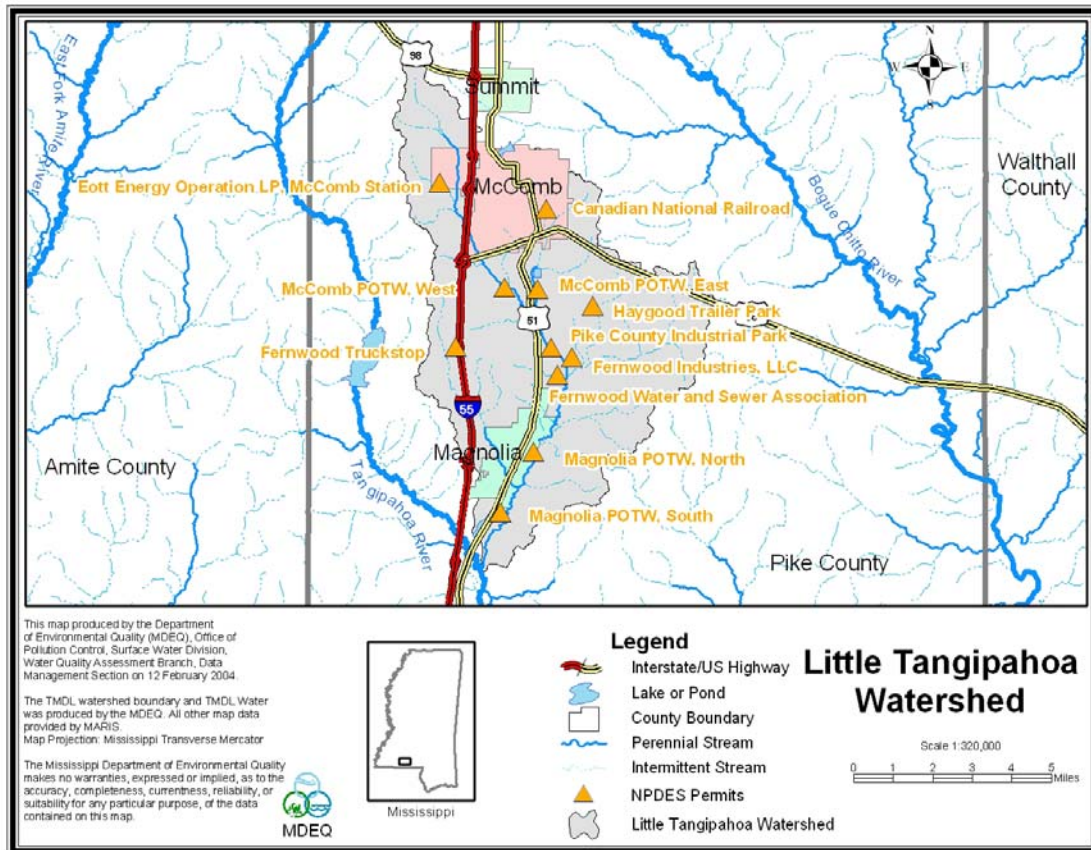 98
N
W
E
S
Summit
East Fork Amite River
Walthall
County
Eott Energy Operation LP, McComb Station
McComb
Canadian National Railroad
Bogue Chitto River
McComb POTW, West
McComb POTW, East
Haygood Trailer Park
51
Pike County Industrial Park
Fernwood Truckstop
Fernwood Industries, LLC
Fernwood Water and Sewer Association
55
Magnolia
Amite County
Magnolia POTW, North
Tangipahoa River
Magnolia POTW, South
Pike County
This map produced by the Department
of Environmental Quality (MDEQ), Office of
Pollution Control, Surface Water Division,
Water Quality Assessment Branch, Data
Management Section on 12 February 2004.
The TMDL watershed boundary and TMDL Water
was produced by the MDEQ. All other map data
provided by MARIS.
Map Projection: Mississippi Transverse Mercator
The Mississippi Department of Environmental Quality
makes no warranties, expressed or implied, as to the
accuracy, completeness, currentness, reliability, or
suitability for any particular purpose, of the data
contained on this map.
MDEQ
Mississippi
Legend
Interstate/US Highway
Lake or Pond
County Boundary
Perennial Stream
Intermittent Stream
NPDES Permits
Little Tangipahoa Watershed
Little Tangipahoa
Watershed
Scale 1:320,000
0 1 2 3 4 5
Miles